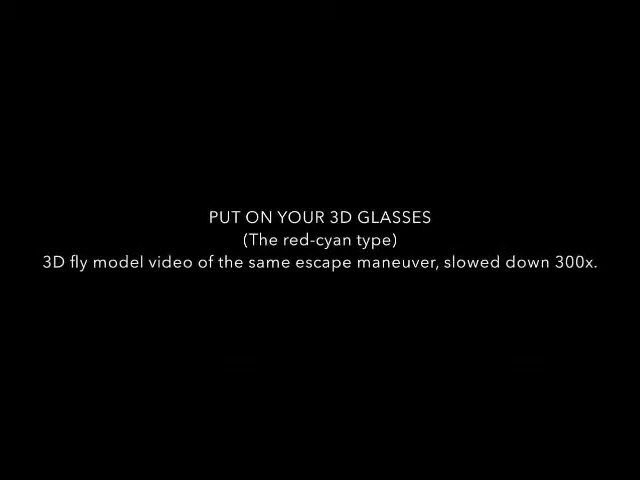 PUT ON YOUR 3D GLASSES
(The red-cyan type)
3D fly model video of the same escape maneuver, slowed down 300x.